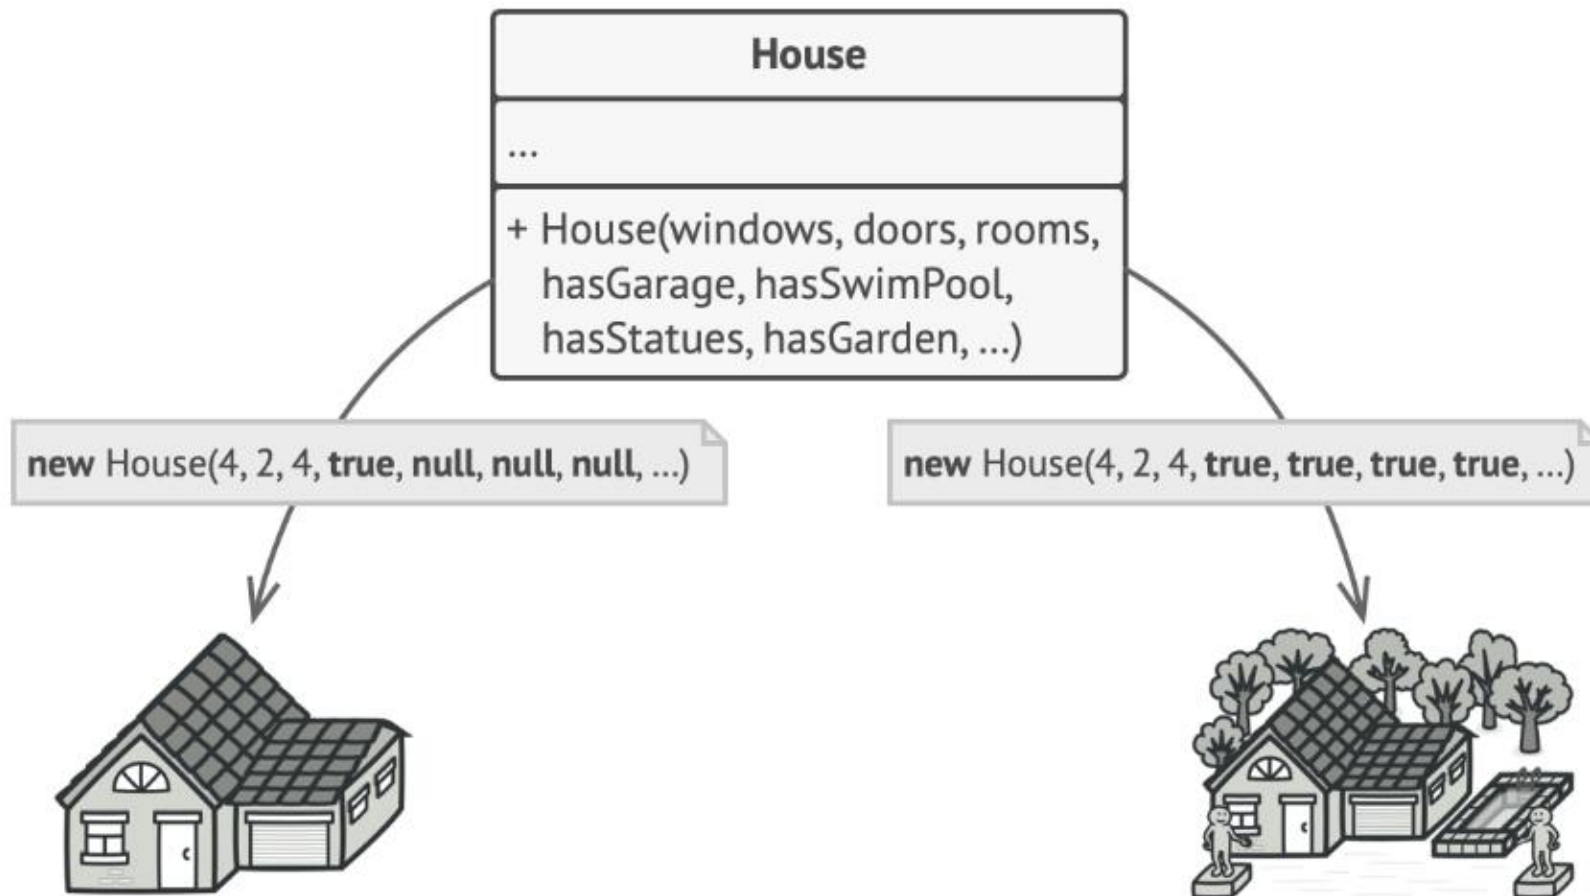 House
...
+ House(windows, doors, rooms,
hasGarage, hasSwimPool,
hasStatues, hasGarden, ...)
new House(4, 2, 4, true, null, null, null, ...)
new House(4, 2, 4, true, true, true, true, ...)